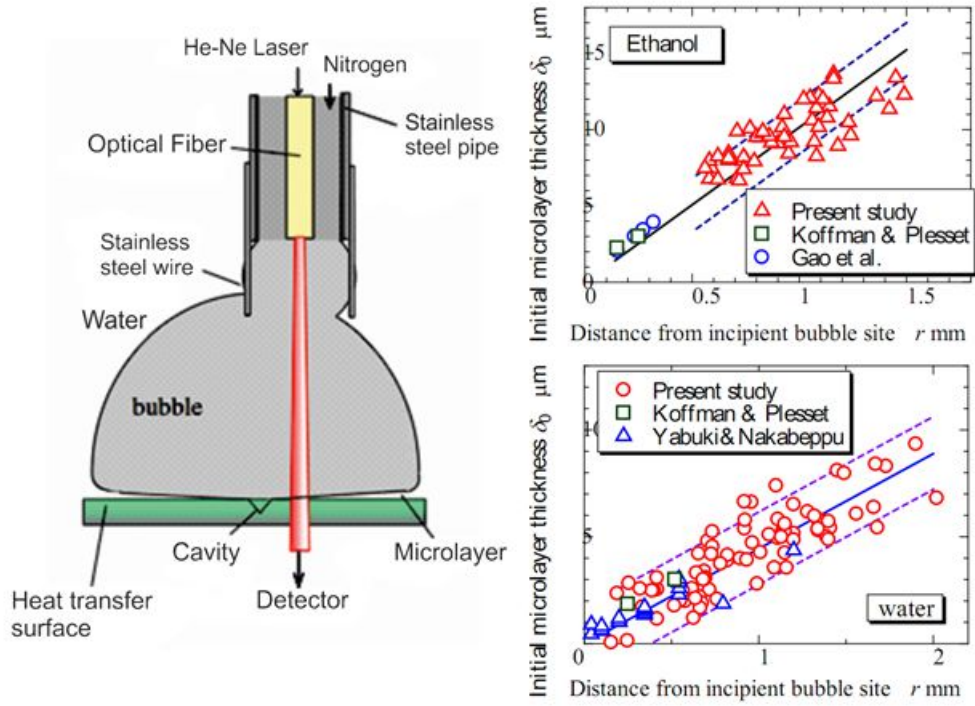 He-Ne Laser
Nitrogen
Optical Fiber
Stainless
steel pipe
Stainless
steel wire
Water
bubble
Cavity
Microlayer
Heat transfer
surface
Detector
Initial microlayer thickness δ₀ μm
Ethanol
15
10
5
0
Present study
Koffman & Plesset
Gao et al.
0 0.5 1 1.5
Distance from incipient bubble site r mm
Initial microlayer thickness δ₀ μm
Present study
Koffman & Plesset
Yabuki&Nakabeppu
10
5
0
water
0 1 2
Distance from incipient bubble site r mm